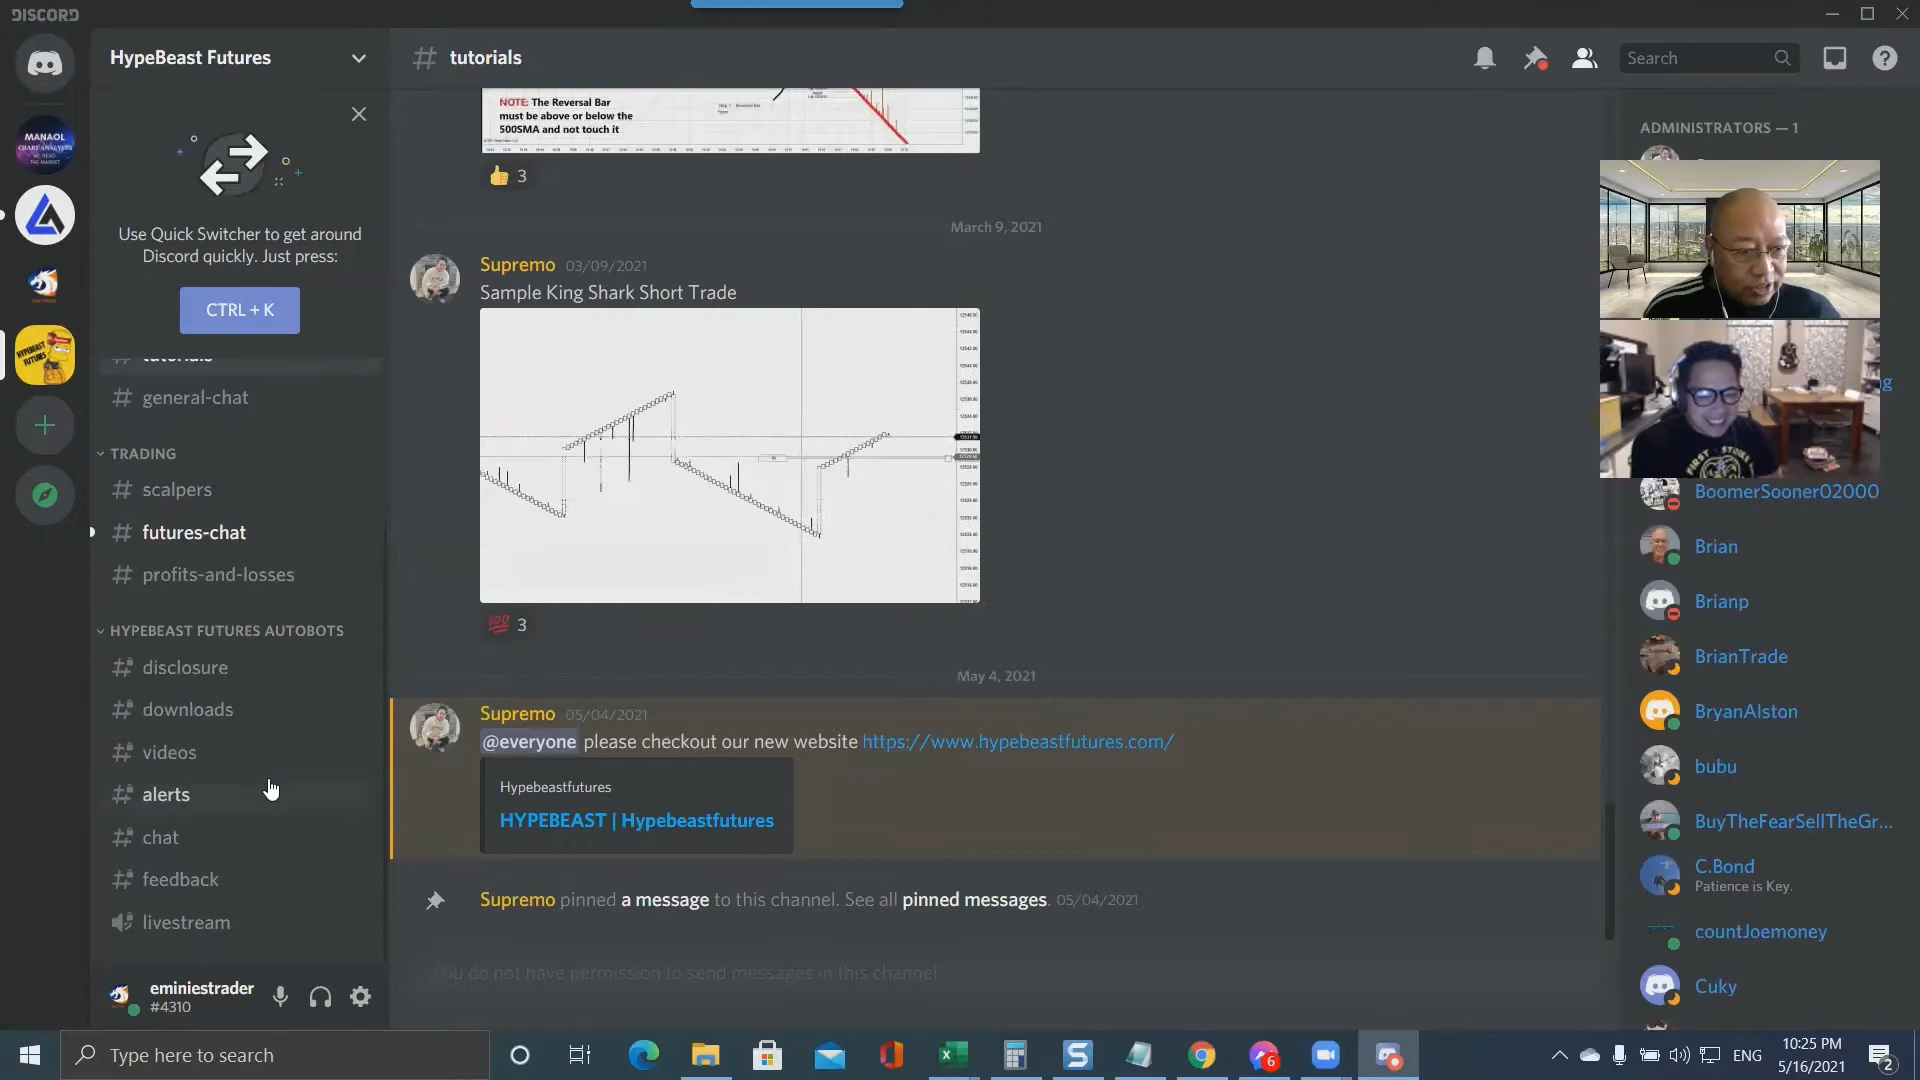 DISCORD
HypeBeast Futures
tutorials
Search
MANAOL
Use Quick Switcher to get around
Discord quickly. Just press:
CTRL + K
tutorials
general-chat
TRADING
scalpers
futures-chat
profits-and-losses
HYPEBEAST FUTURES AUTOBOTS
disclosure
downloads
videos
alerts
chat
feedback
livestream
eminiestrader
#4310
NOTE: The Reversal Bar
must be above or below the
500SMA and not touch it
3
March 9, 2021
Supremo 03/09/2021
Sample King Shark Short Trade
3
May 4, 2021
Supremo 05/04/2021
@everyone please checkout our new website https://www.hypebeastfutures.com/
Hypebeastfutures
HYPEBEAST | Hypebeastfutures
Supremo pinned a message to this channel. See all pinned messages. 05/04/2021
You do not have permission to send messages in this channel
ADMINISTRATORS — 1
g
BoomerSooner02000
Brian
Brianp
BrianTrade
BryanAlston
bubu
BuyTheFearSellTheGr...
C.Bond
Patience is Key.
countJoemoney
Cuky
Type here to search
6
ENG
10:25 PM
5/16/2021
2